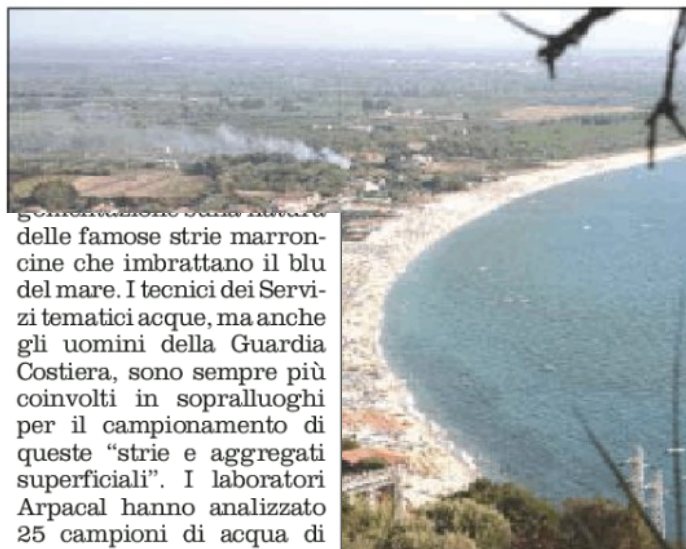 sulla natura
delle famose strie marron-
cine che imbrattano il blu
del mare. I tecnici dei Servi-
zi tematici acque, ma anche
gli uomini della Guardia
Costiera, sono sempre più
coinvolti in sopralluoghi
per il campionamento di
queste “strie e aggregati
superficiali”. I laboratori
Arpacal hanno analizzato
25 campioni di acqua di